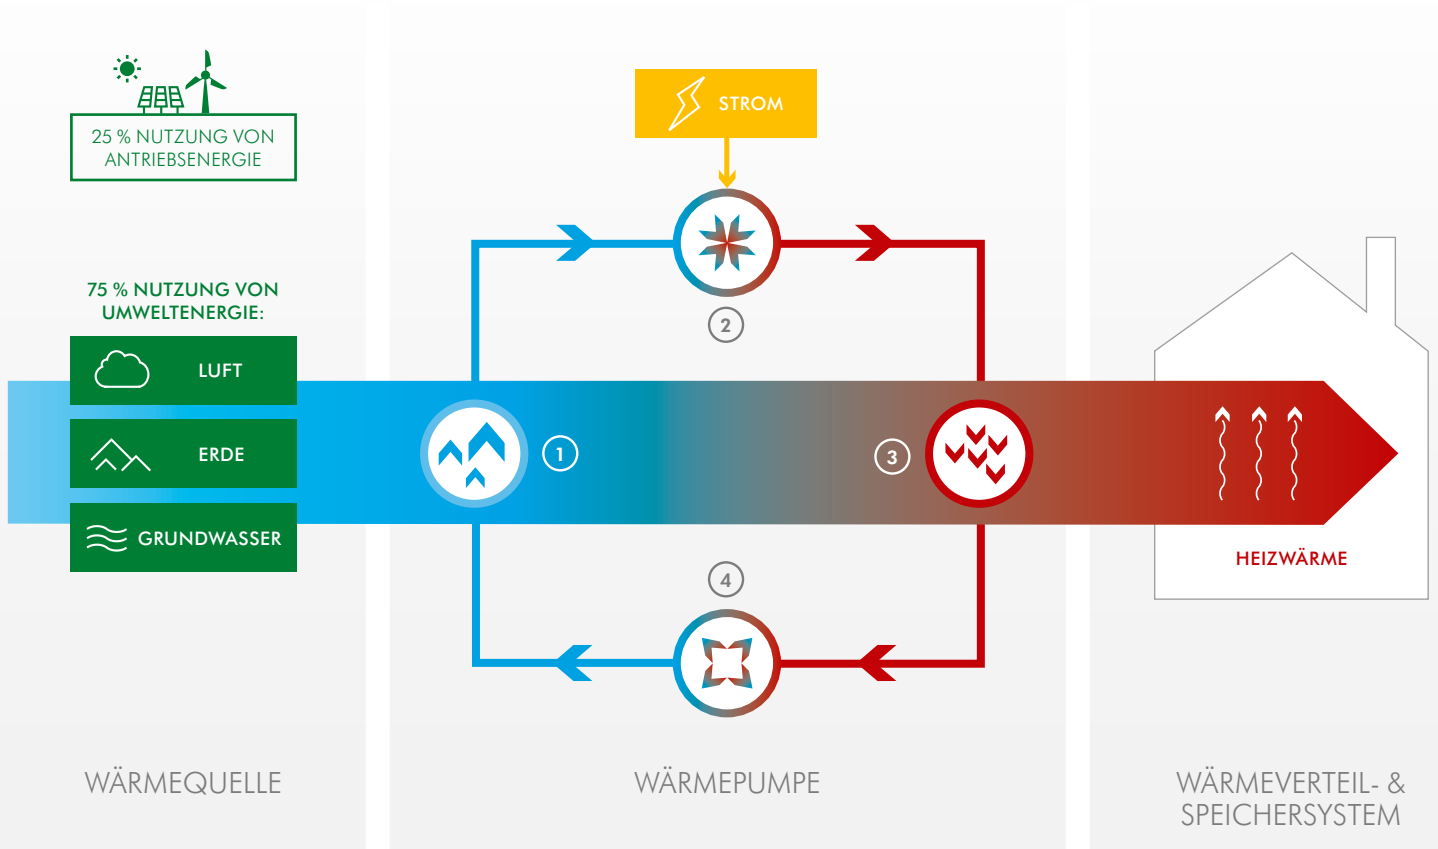 25 % NUTZUNG VON
ANTRIEBSENERGIE
75 % NUTZUNG VON
UMWELTENERGIE:
LUFT
ERDE
GRUNDWASSER
WÄRMEQUELLE
STROM
2
1
3
4
WÄRMEPUMPE
HEIZWÄRME
WÄRMEVERTEIL- &
SPEICHERSYSTEM